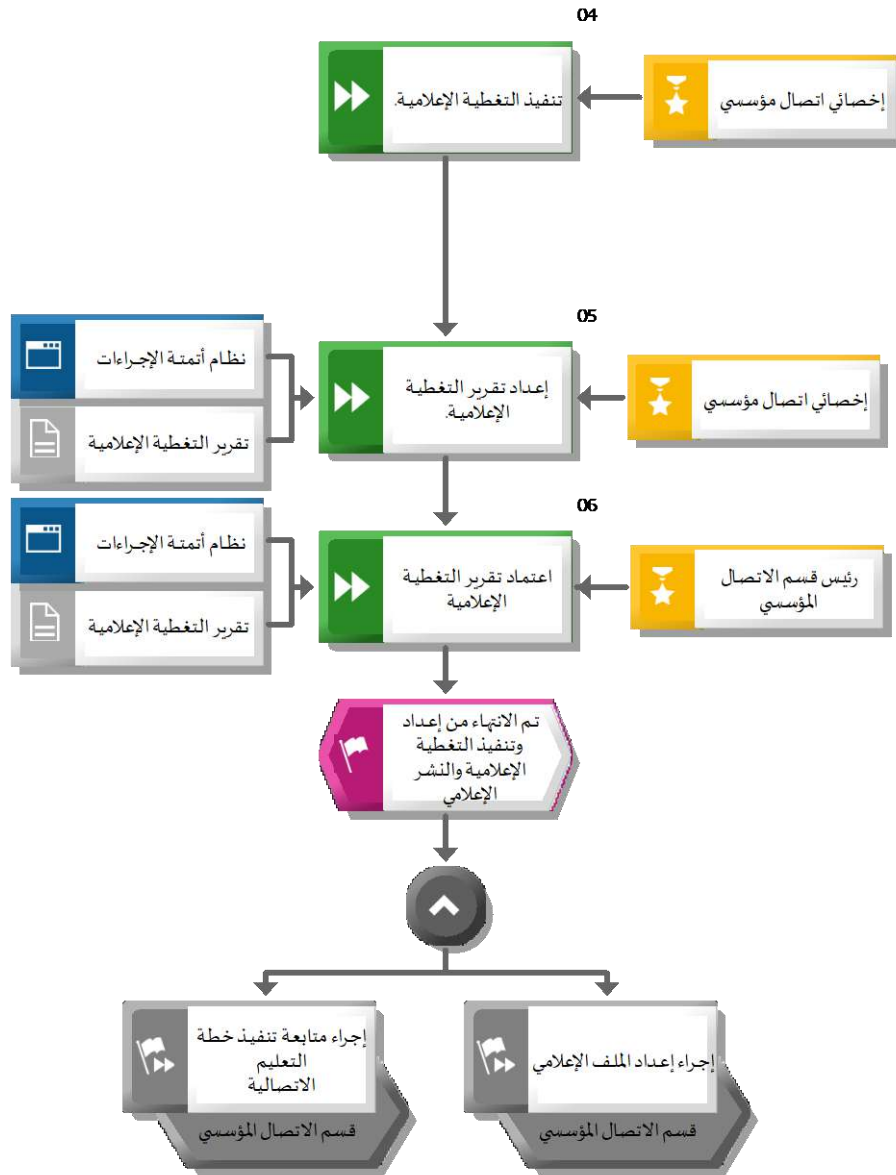 04
إخصائي اتصال مؤسسي
تنفيذ التغطية الإعلامية.
05
إخصائي اتصال مؤسسي
إعداد تقرير التغطية
الإعلامية.
نظام أتمتة الإجراءات
تقرير التغطية الإعلامية
06
رئيس قسم الاتصال
المؤسسي
اعتماد تقرير التغطية
الإعلامية
نظام أتمتة الإجراءات
تقرير التغطية الإعلامية
تم الانتهاء من إعداد
وتنفيذ التغطية
الإعلامية والنشر
الإعلامي
إجراء إعداد الملف الإعلامي
قسم الاتصال المؤسسي
إجراء متابعة تنفيذ خطة
التعليم
الاتصالية
قسم الاتصال المؤسسي